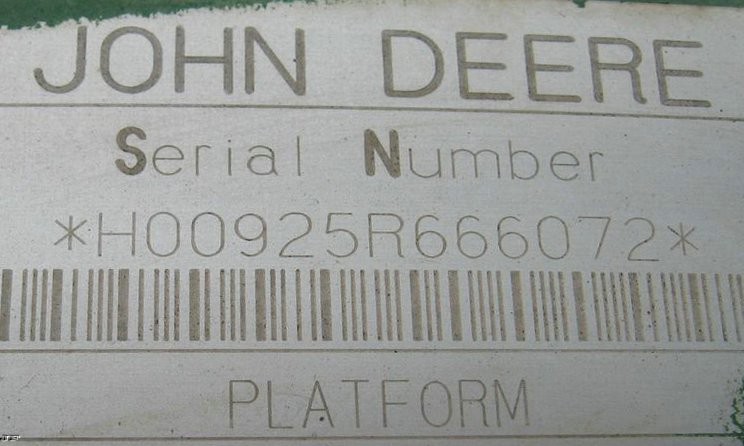 JOHN DEERE
Serial Number
*H00925R666072*
PLATFORM